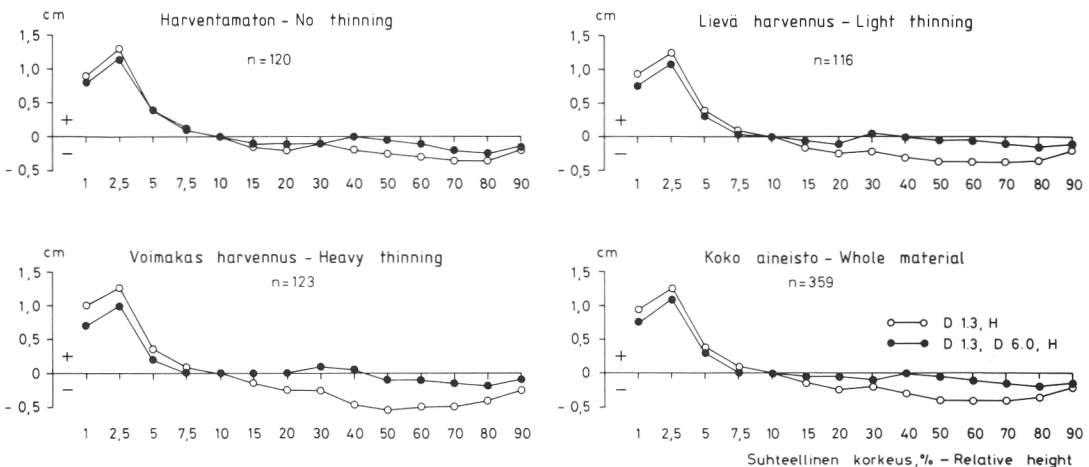 cm
Harventamaton – No thinning
n = 120
1,5
1,0
0,5
+
0
–
- 0,5
1 2,5 5 7,5 10 15 20 30 40 50 60 70 80 90
cm
Lievä harvennus – Light thinning
n=116
1,5
1,0
0,5
+
0
–
- 0,5
1 2,5 5 7,5 10 15 20 30 40 50 60 70 80 90
cm
Voimakas harvennus – Heavy thinning
n=123
1,5
1,0
0,5
+
0
–
- 0,5
1 2,5 5 7,5 10 15 20 30 40 50 60 70 80 90
cm
Koko aineisto – Whole material
n=359
1,5
1,0
0,5
+
0
–
- 0,5
D 1.3, H
D 1.3, D 6.0, H
1 2,5 5 7,5 10 15 20 30 40 50 60 70 80 90
Suhteellinen korkeus,% – Relative height